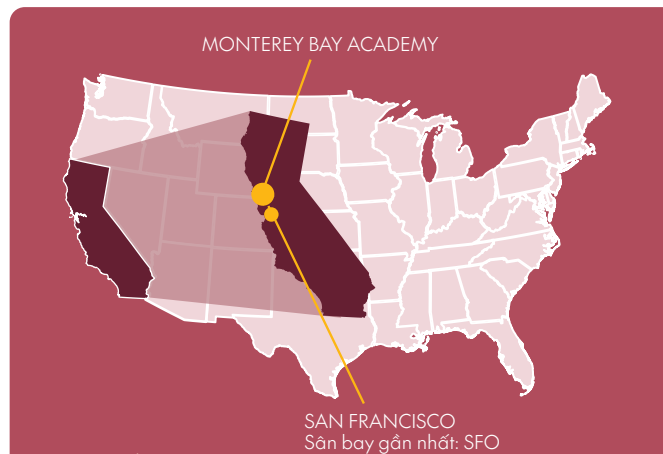 MONTEREY BAY ACADEMY
SAN FRANCISCO
Sân bay gần nhất: SFO